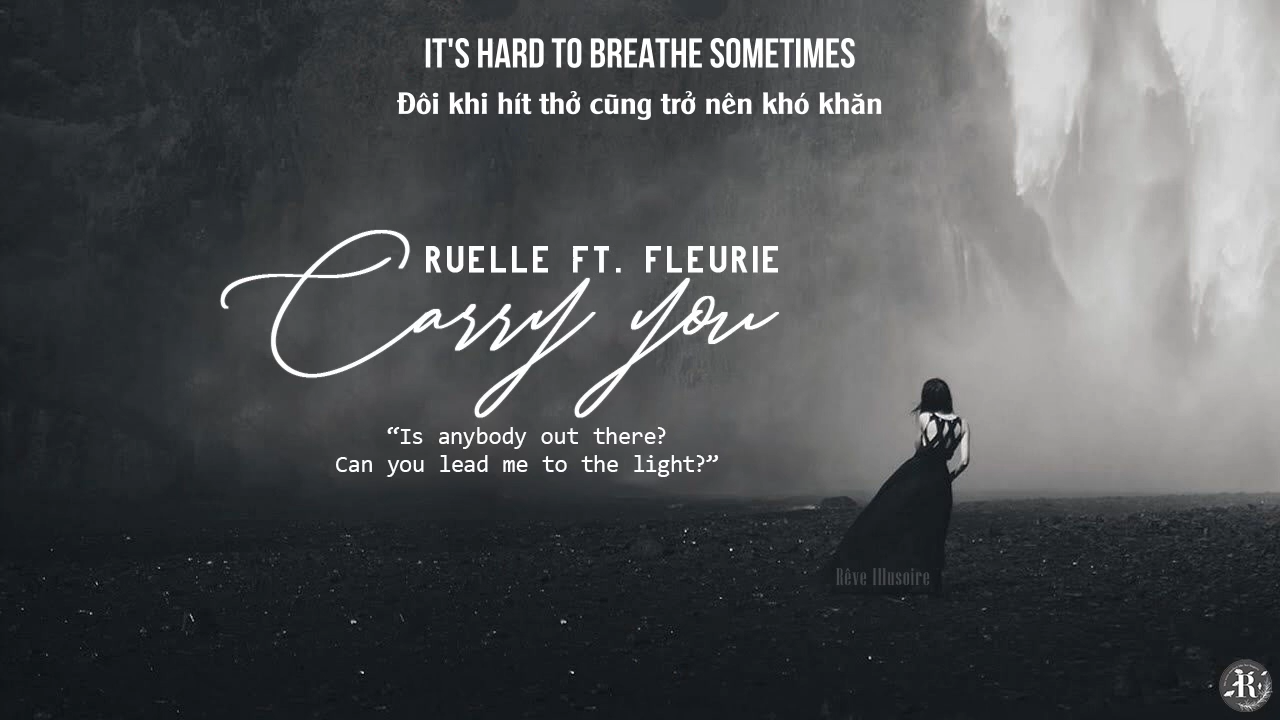 IT'S HARD TO BREATHE SOMETIMES
Đôi khi hít thở cũng trở nên khó khăn
RUELLE FT. FLEURIE
Carry you
“Is anybody out there?
Can you lead me to the light?”
Rêve Illusoire
R